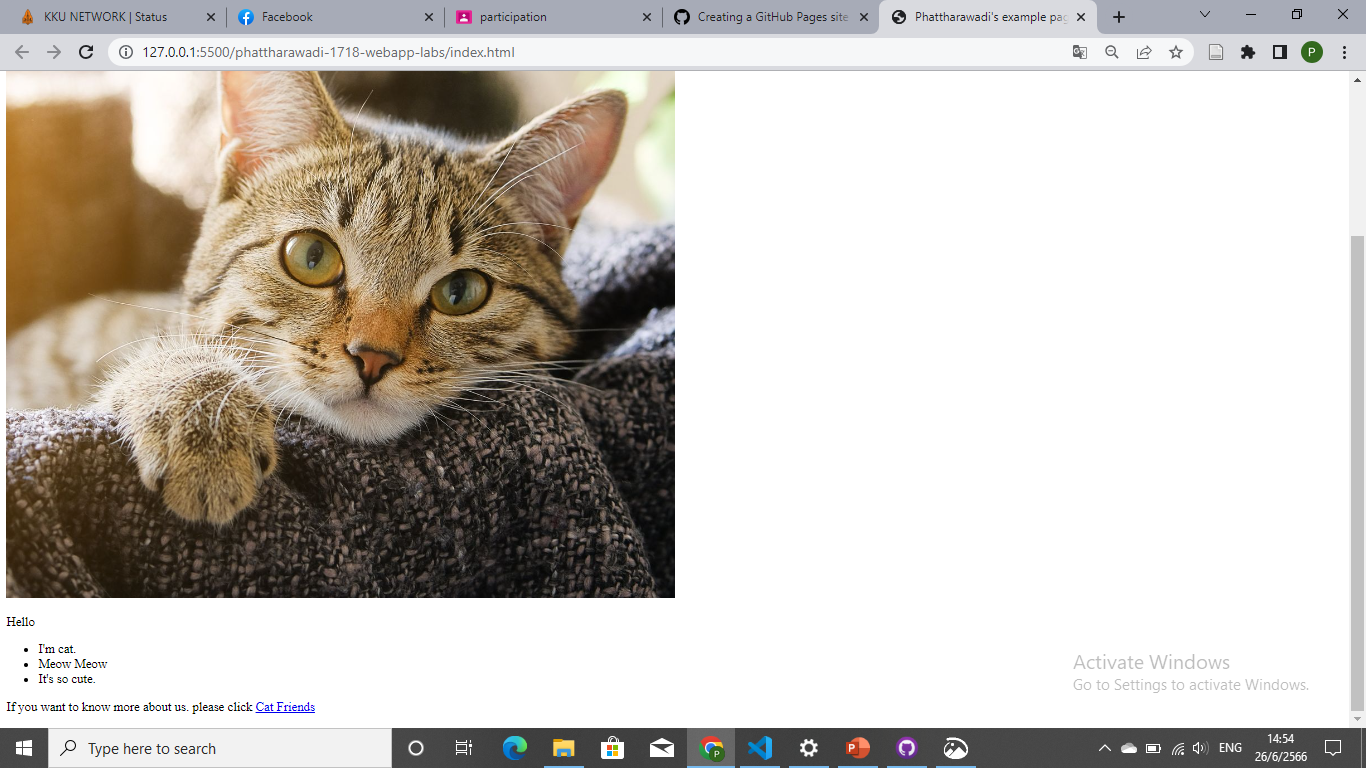 KKU NETWORK | Status
Facebook
participation
Creating a GitHub Pages site
Phattharawadi's example pag
127.0.0.1:5500/phattharawadi-1718-webapp-labs/index.html
P
Hello
I'm cat.
Meow Meow
It's so cute.
If you want to know more about us. please click Cat Friends
Activate Windows
Go to Settings to activate Windows.
Type here to search
ENG
14:54
26/6/2566